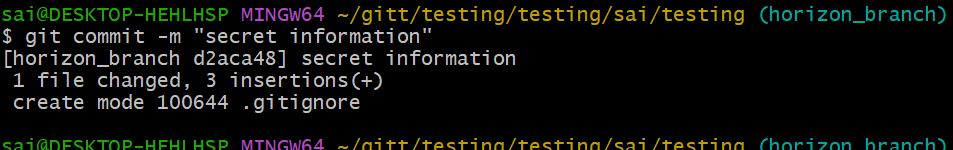 sai@DESKTOP-HEHLHSP MINGW64 ~/gitt/testing/testing/sai/testing (horizon_branch)
$ git commit -m "secret information"
[horizon_branch d2aca48] secret information
 1 file changed, 3 insertions(+)
 create mode 100644 .gitignore
sai@DESKTOP-HEHLHSP MINGW64 ~/gitt/testing/testing/sai/testing (horizon_branch)